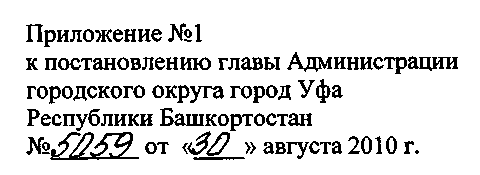 Приложение №1
к постановлению главы Администрации
городского округа город Уфа
Республики Башкортостан
№5059 от «30» августа 2010 г.